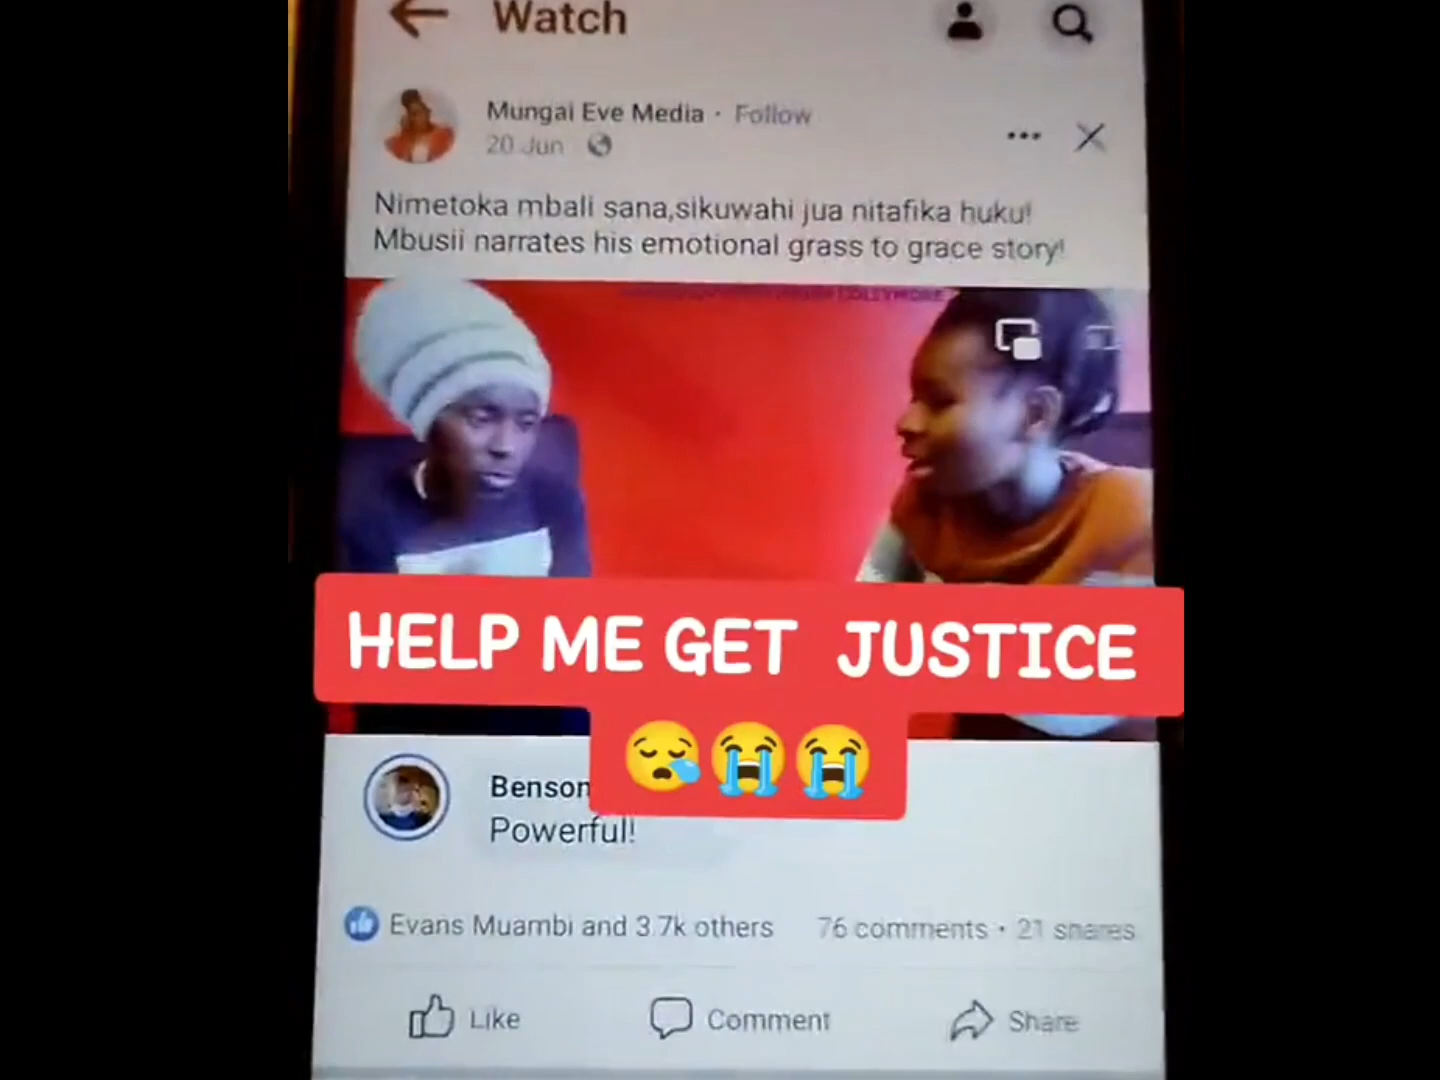 Watch
Mungai Eve Media · Follow
20 Jun
Nimetoka mbali sana,sikuwahi jua nitafika huku!
Mbusii narrates his emotional grass to grace story!
HELP ME GET JUSTICE
😪😭😭
Benson
Powerful!
Evans Muambi and 3.7k others 76 comments • 21 shares
Like Comment Share